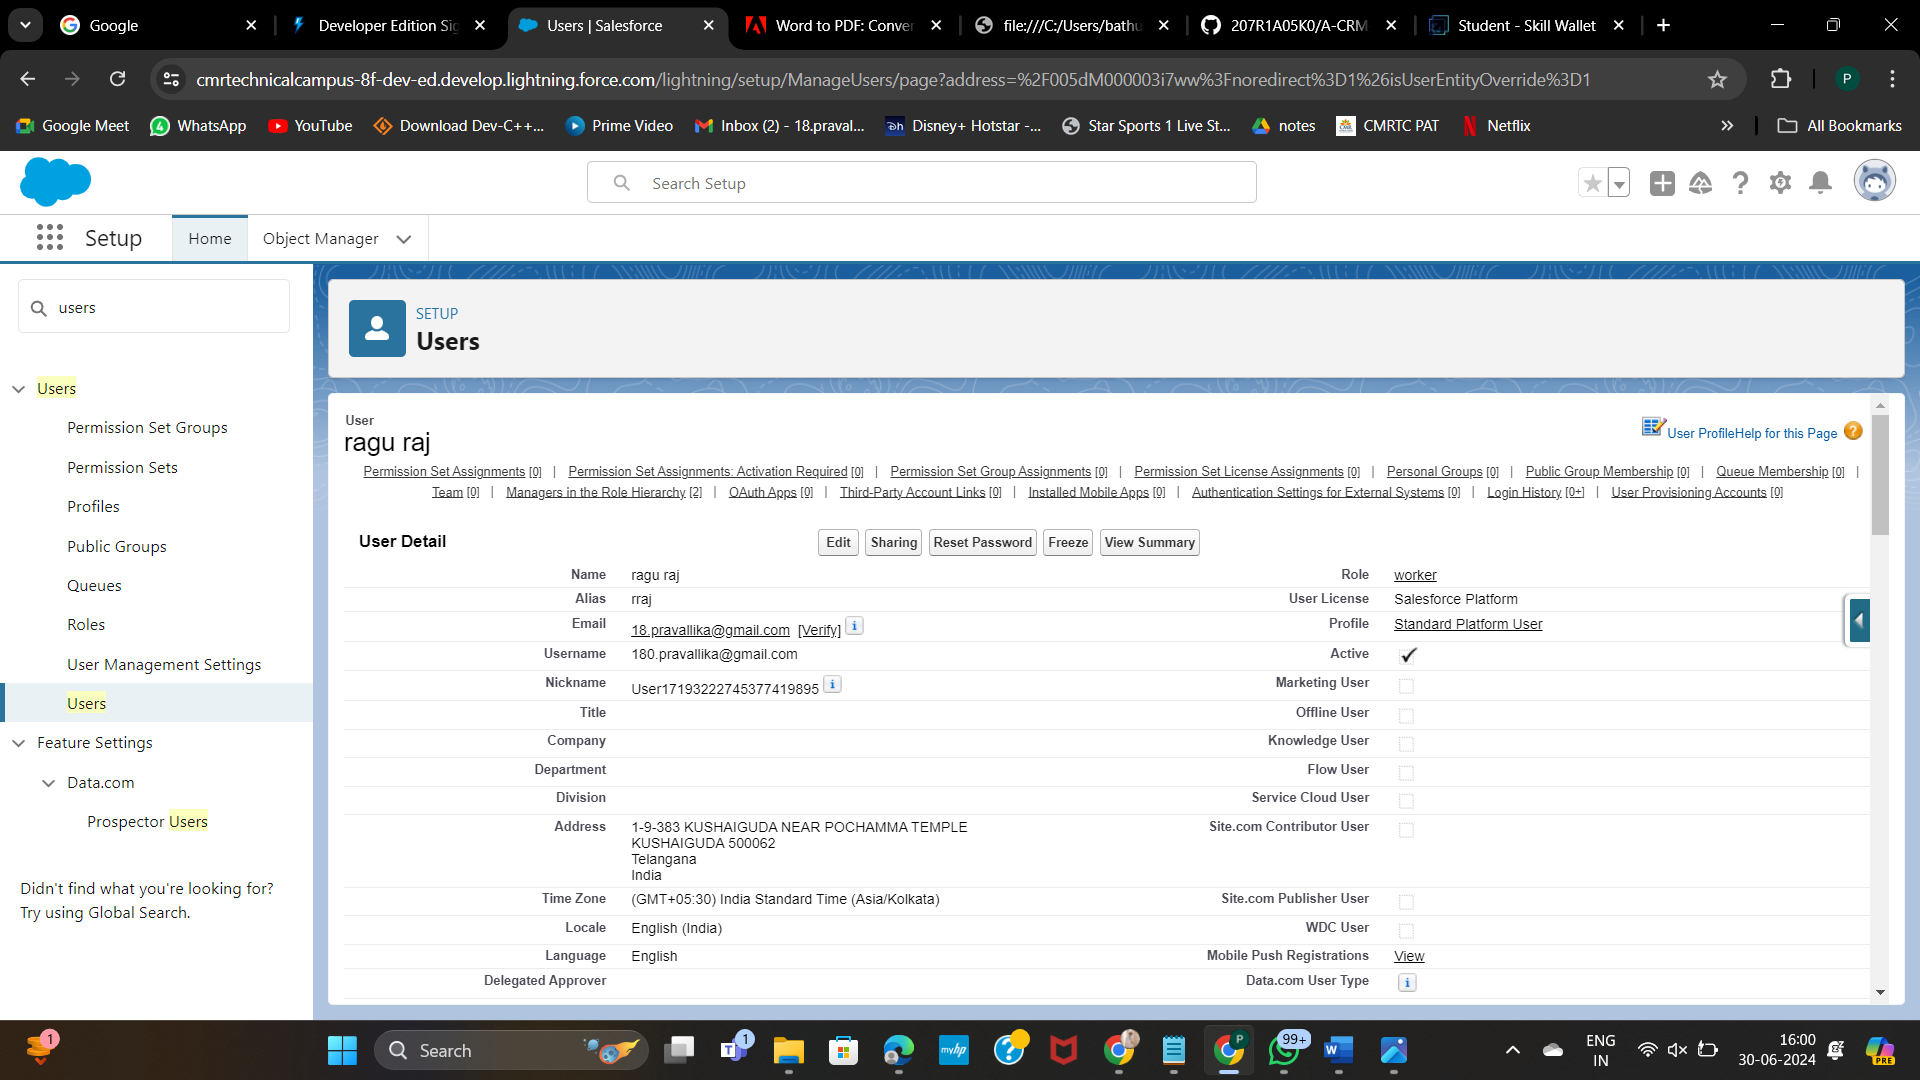 Google
Developer Edition Sig
Users | Salesforce
Word to PDF: Conver
file:///C:/Users/bathu
207R1A05K0/A-CRM
Student - Skill Wallet
cmrtechnicalcampus-8f-dev-ed.develop.lightning.force.com/lightning/setup/ManageUsers/page?address=%2F005dM000003i7ww%3Fnoredirect%3D1%26isUserEntityOverride%3D1
P
Google Meet
WhatsApp
YouTube
Download Dev-C++...
Prime Video
Inbox (2) - 18.praval...
Disney+ Hotstar -...
Star Sports 1 Live St...
notes
CMRTC PAT
Netflix
All Bookmarks
Search Setup
Setup
Home
Object Manager
users
Users
Permission Set Groups
Permission Sets
Profiles
Public Groups
Queues
Roles
User Management Settings
Users
Feature Settings
Data.com
Prospector Users
Didn't find what you're looking for?
Try using Global Search.
SETUP
Users
User
ragu raj
User Profile Help for this Page
Permission Set Assignments [0] | Permission Set Assignments: Activation Required [0] | Permission Set Group Assignments [0] | Permission Set License Assignments [0] | Personal Groups [0] | Public Group Membership [0] | Queue Membership [0] |
Team [0] | Managers in the Role Hierarchy [2] | OAuth Apps [0] | Third-Party Account Links [0] | Installed Mobile Apps [0] | Authentication Settings for External Systems [0] | Login History [0+] | User Provisioning Accounts [0]
User Detail
Edit
Sharing
Reset Password
Freeze
View Summary
Name ragu raj Role worker
Alias rraj User License Salesforce Platform
Email 18.pravallika@gmail.com [Verify] i Profile Standard Platform User
Username 180.pravallika@gmail.com Active
Nickname User17193222745377419895 i Marketing User
Title Offline User
Company Knowledge User
Department Flow User
Division Service Cloud User
Address 1-9-383 KUSHAIGUDA NEAR POCHAMMA TEMPLE Site.com Contributor User
KUSHAIGUDA 500062
Telangana
India
Time Zone (GMT+05:30) India Standard Time (Asia/Kolkata) Site.com Publisher User
Locale English (India) WDC User
Language English Mobile Push Registrations View
Delegated Approver Data.com User Type i
1
Search
1
myhp
P
99+
ENG
IN
16:00
30-06-2024
PRE